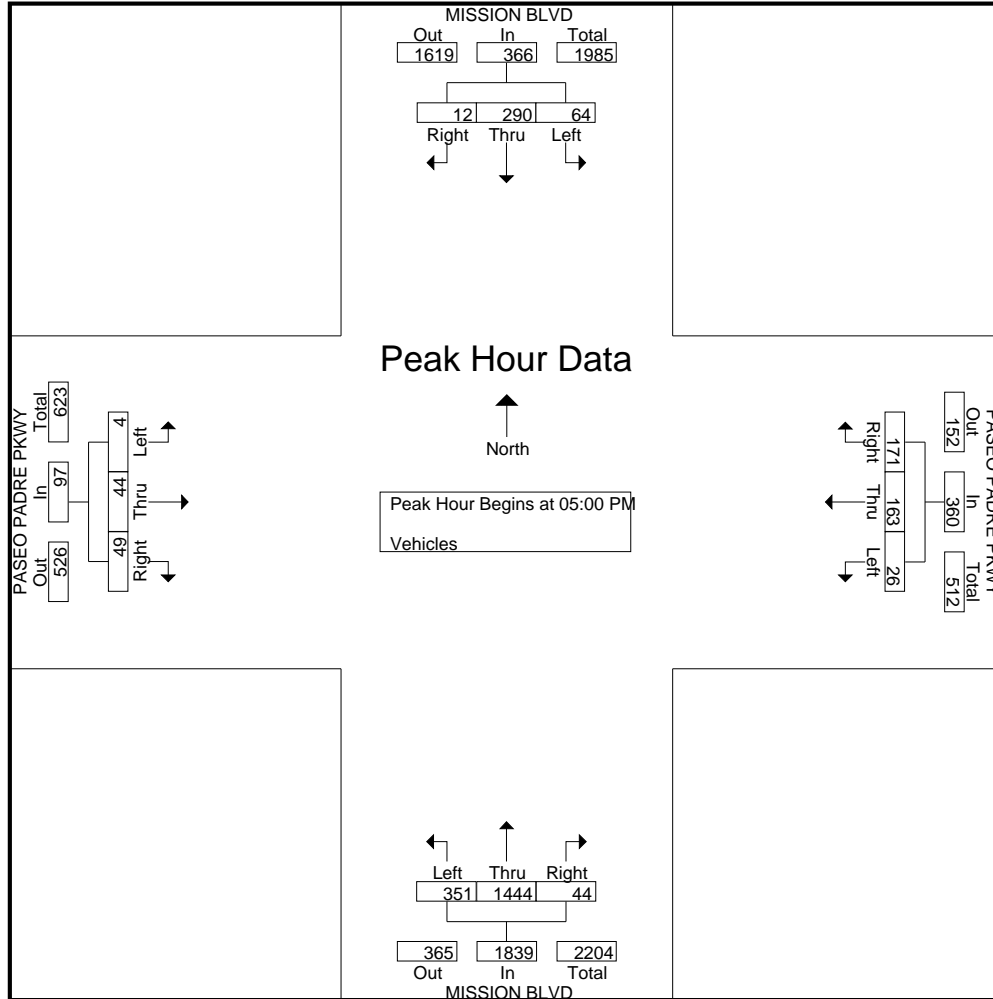 MISSION BLVD
Out In Total
1619 366 1985
12 290 64
Right Thru Left
Peak Hour Data
North
Peak Hour Begins at 05:00 PM
Vehicles
PASEO PADRE PKWY
Total In Out
623 97 526
4 44 49
Left Thru Right
Right Thru Left
171 163 26
Out In Total
152 360 512
PASEO PADRE PKWY
Left Thru Right
351 1444 44
365 1839 2204
Out In Total
MISSION BLVD